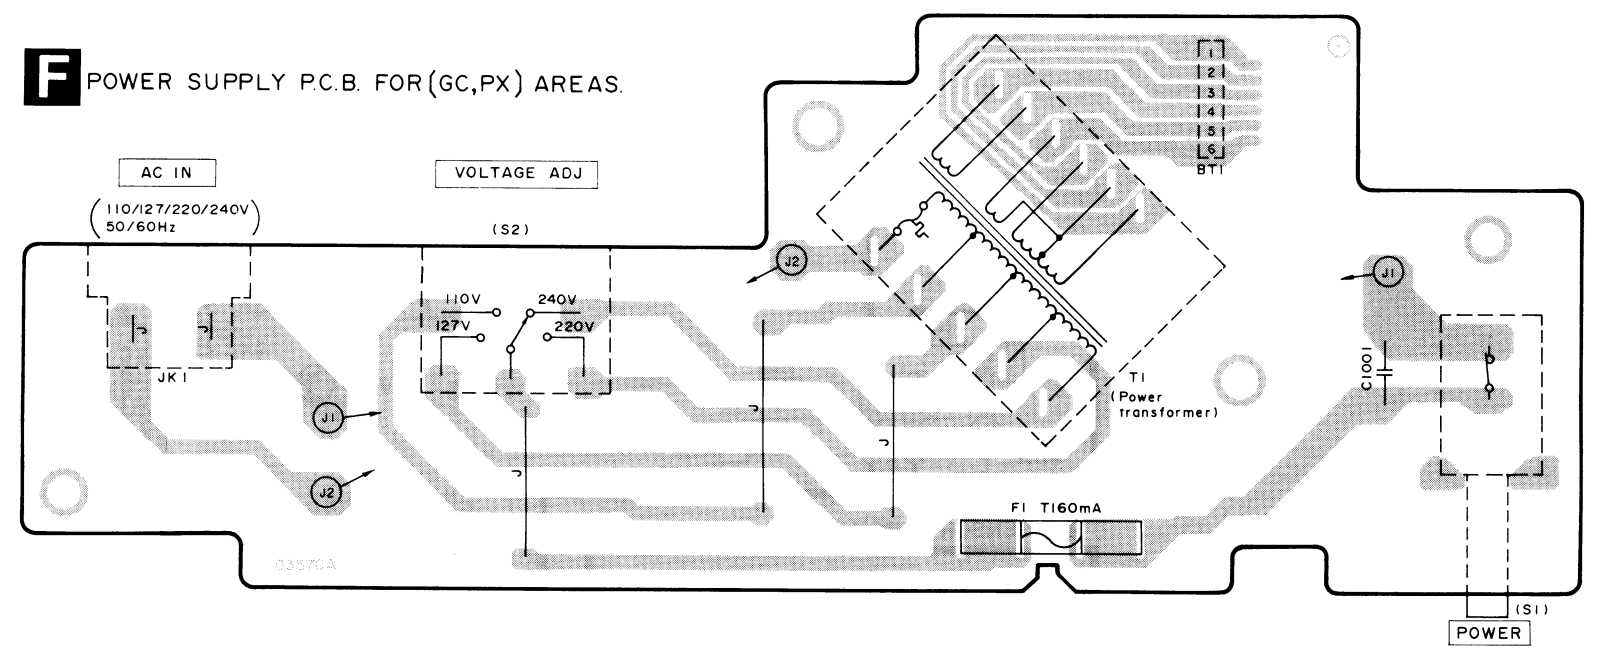 F POWER SUPPLY P.C.B. FOR (GC,PX) AREAS.
AC IN
(110/127/220/240V)
50/60Hz
JK1
VOLTAGE ADJ
(S2)
110V
240V
127V
220V
J1
J2
J2
1
2
3
4
5
6
BT1
T1
(Power
transformer)
F1 T160mA
J1
C1001
(S1)
POWER
0357CA
J
J
J
J
J